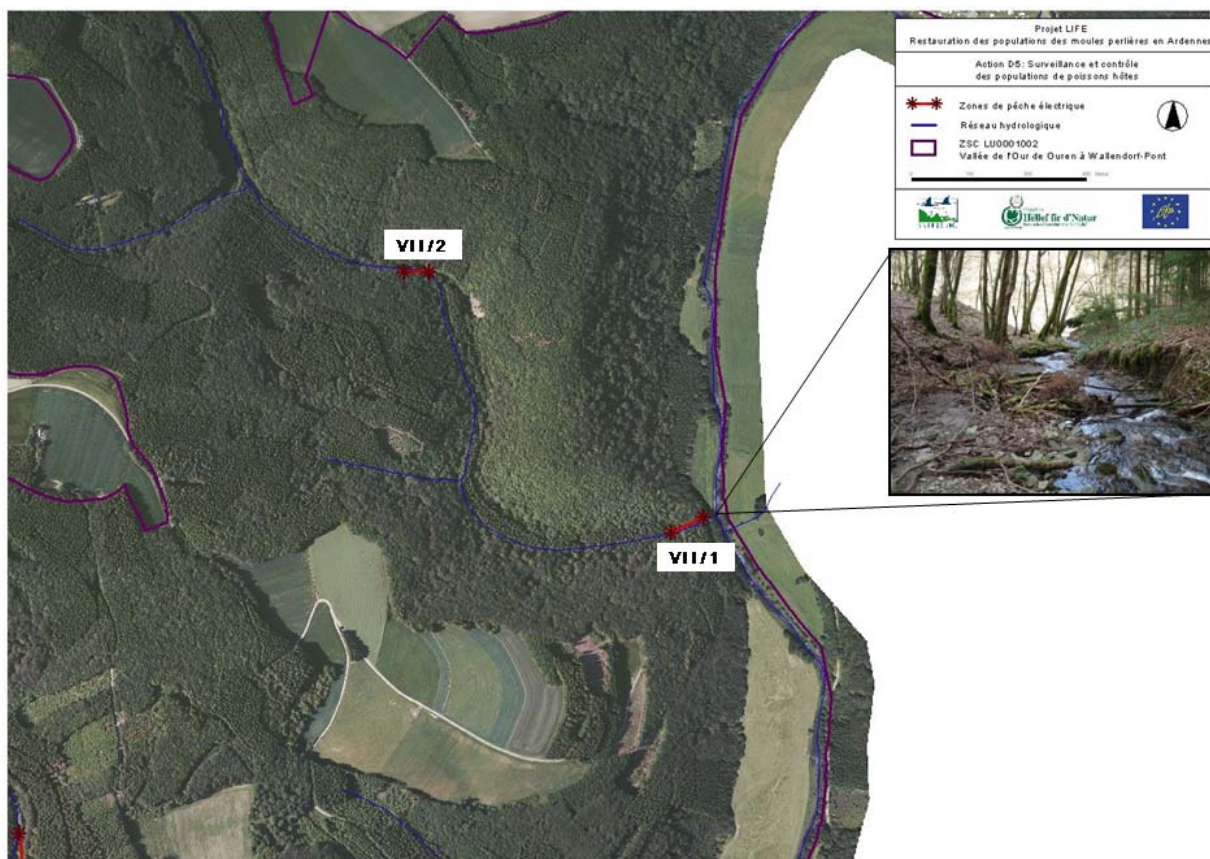 Projet LIFE
Restauration des populations des moules perlières en Ardennes
Action D5: Surveillance et contrôle
des populations de poissons hôtes
Zones de pêche électrique
Réseau hydrologique
ZSC LU0001002
Vallée de l'Our de Ouren à Wallendorf-Pont
Hëllef fir d'Natur
VII/2
VII/1